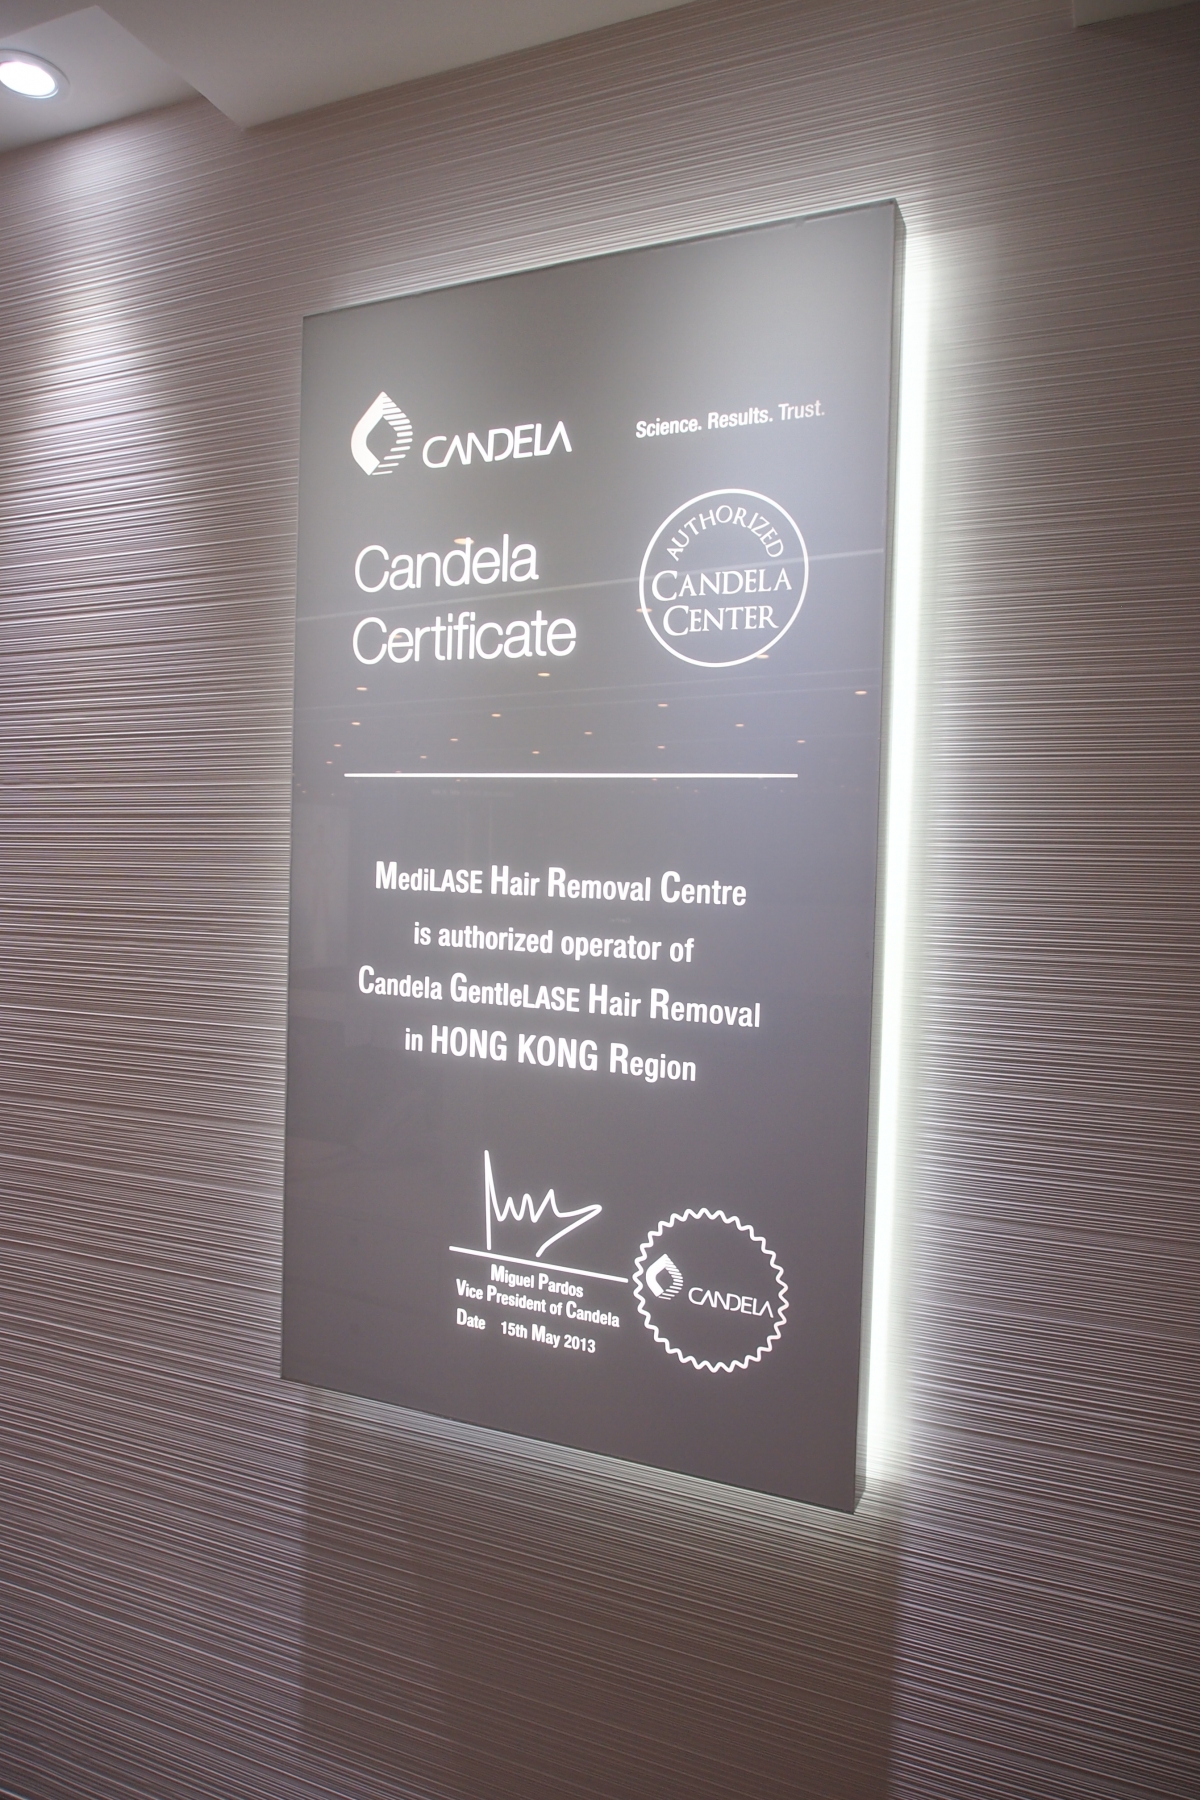 CANDELA
Science. Results. Trust.
Candela
Certificate
AUTHORIZED
CANDELA
CENTER
MediLASE Hair Removal Centre
is authorized operator of
Candela GentleLASE Hair Removal
in HONG KONG Region
Miguel Pardos
Vice President of Candela
Date 15th May 2013
CANDELA